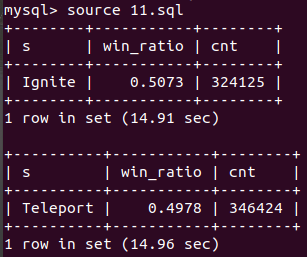 mysql> source 11.sql
+--------+-----------+--------+
| s      | win_ratio | cnt    |
+--------+-----------+--------+
| Ignite |    0.5073 | 324125 |
+--------+-----------+--------+
1 row in set (14.91 sec)

+----------+-----------+--------+
| s        | win_ratio | cnt    |
+----------+-----------+--------+
| Teleport |    0.4978 | 346424 |
+----------+-----------+--------+
1 row in set (14.96 sec)